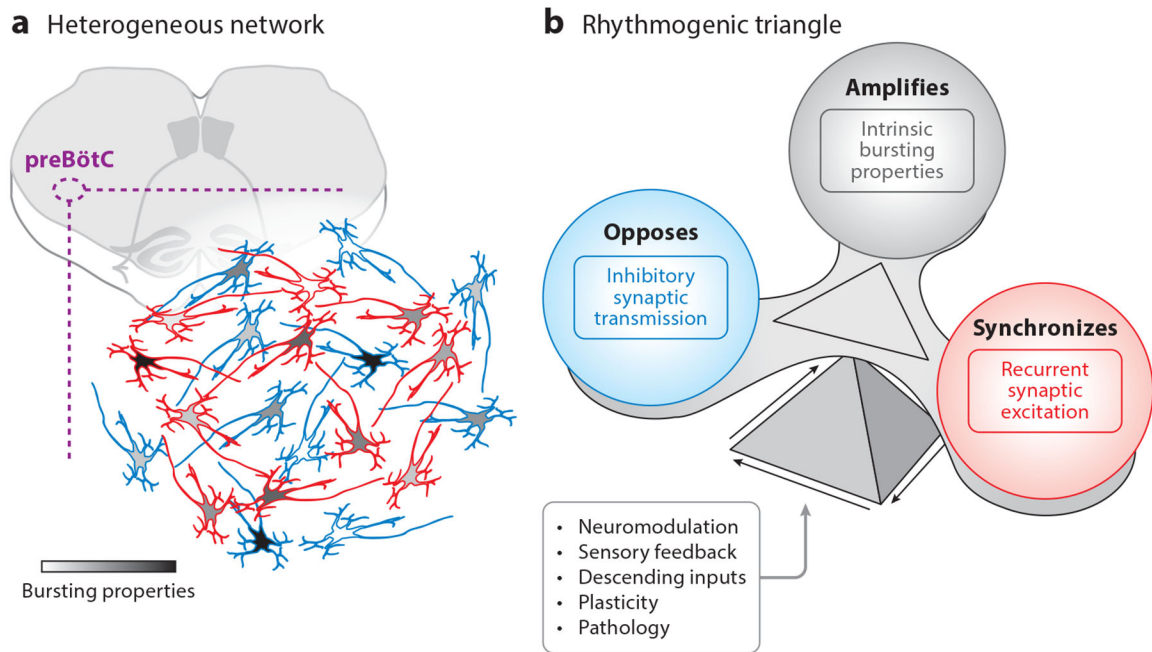 a Heterogeneous network
preBötC
Bursting properties
b Rhythmogenic triangle
Amplifies
Intrinsic
bursting
properties
Opposes
Inhibitory
synaptic
transmission
Synchronizes
Recurrent
synaptic
excitation
• Neuromodulation
• Sensory feedback
• Descending inputs
• Plasticity
• Pathology